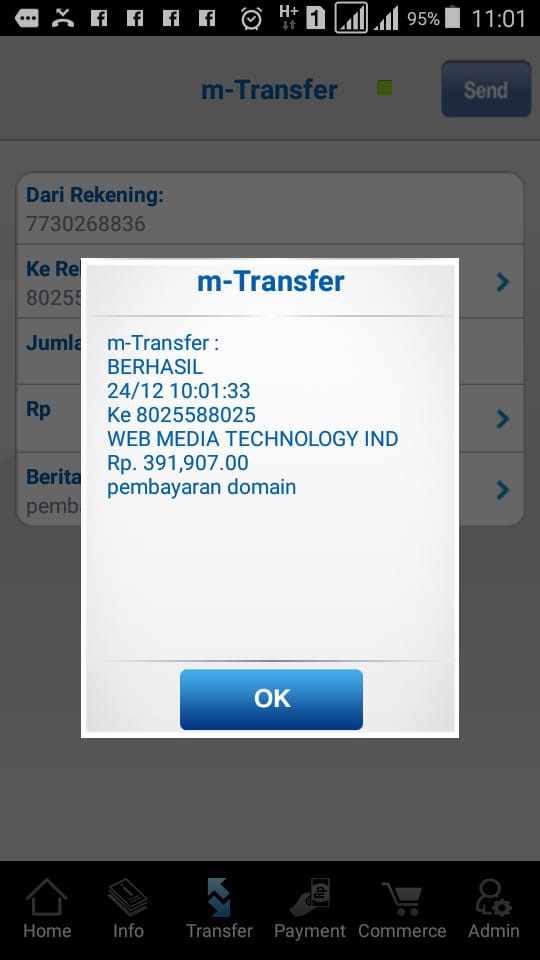 H+ 1 95% 11:01
m-Transfer
Send
Dari Rekening:
7730268836
Ke Re
80255
Jumla
Rp
Berita
pemb
m-Transfer
m-Transfer :
BERHASIL
24/12 10:01:33
Ke 8025588025
WEB MEDIA TECHNOLOGY IND
Rp. 391,907.00
pembayaran domain
OK
Home Info Transfer Payment Commerce Admin